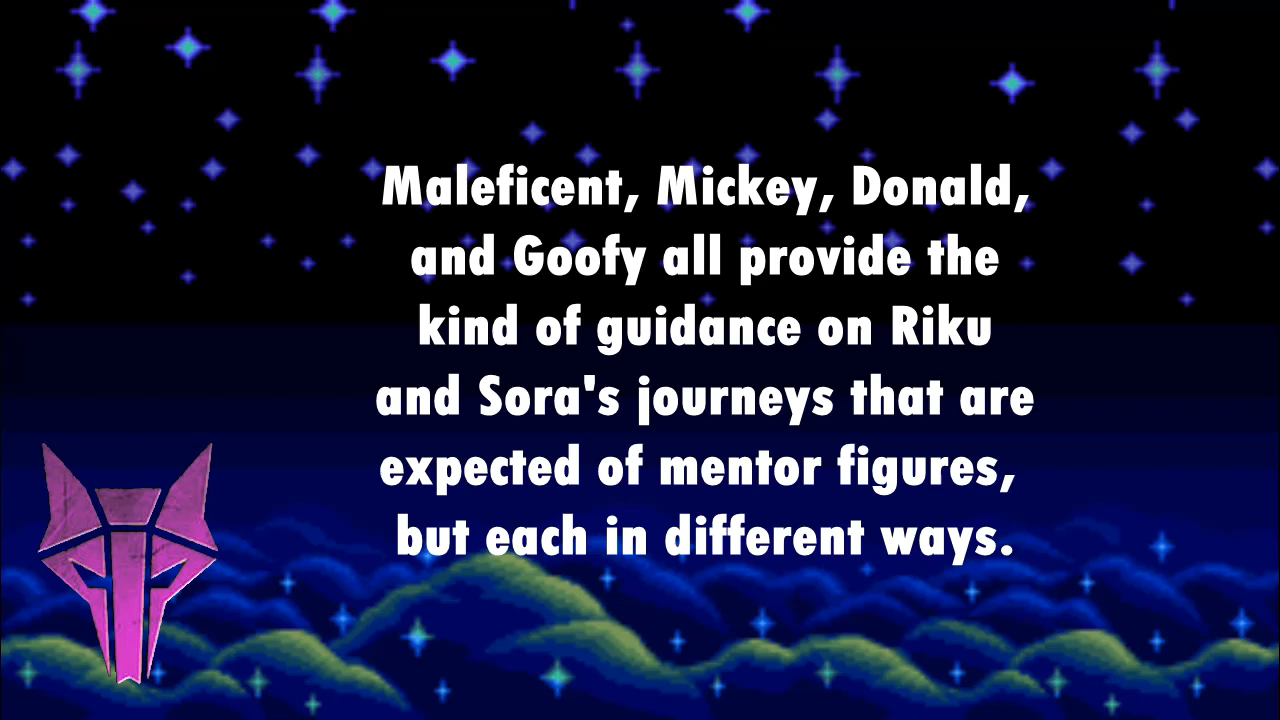 Maleficent, Mickey, Donald,
and Goofy all provide the
kind of guidance on Riku
and Sora's journeys that are
expected of mentor figures,
but each in different ways.